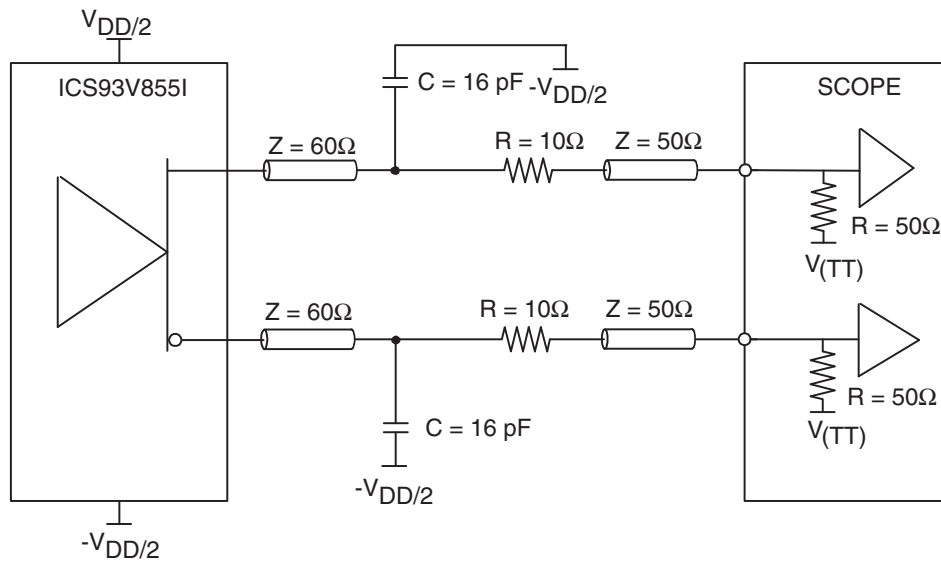 VDD/2
ICS93V855I
C = 16 pF
-VDD/2
SCOPE
Z = 60Ω
R = 10Ω
Z = 50Ω
R = 50Ω
V(TT)
Z = 60Ω
R = 10Ω
Z = 50Ω
R = 50Ω
V(TT)
C = 16 pF
-VDD/2
-VDD/2